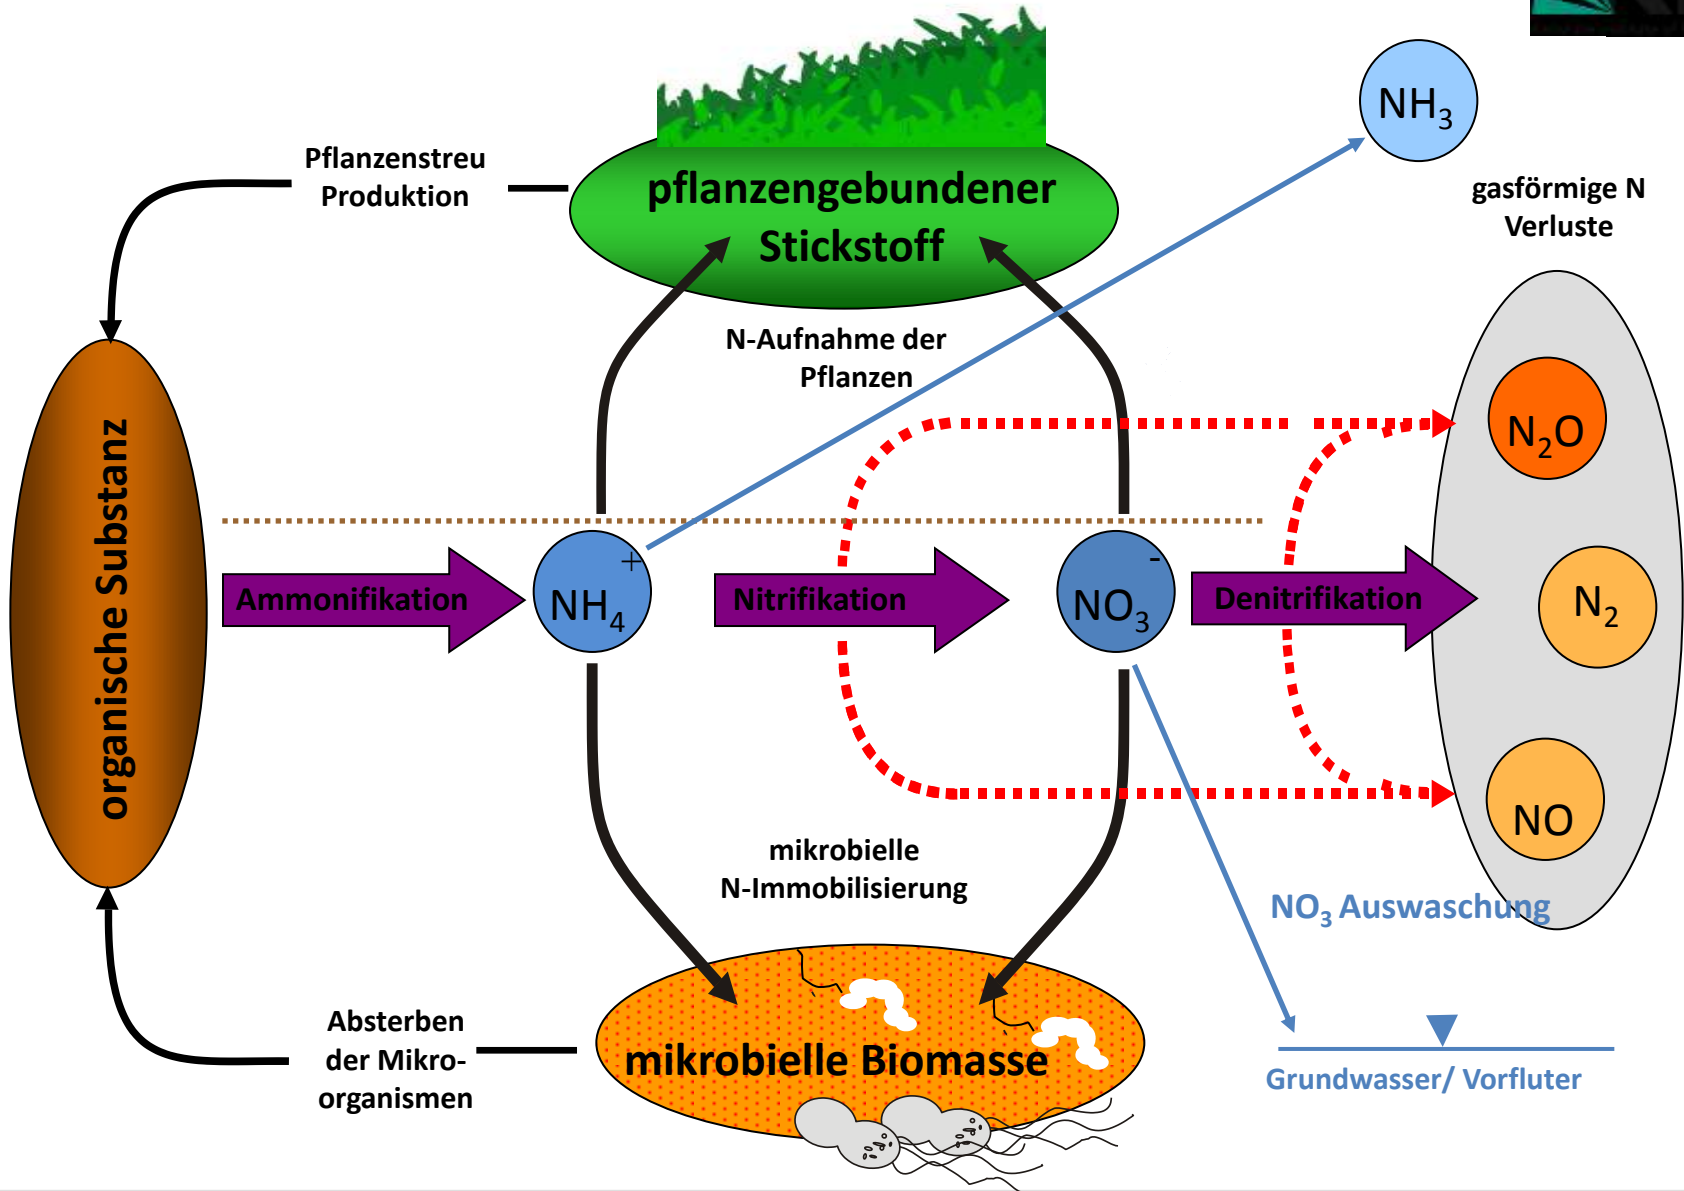 NH₃
Pflanzenstreu
Produktion
pflanzengebundener
Stickstoff
gasförmige N
Verluste
N-Aufnahme der
Pflanzen
organische Substanz
N₂O
Ammonifikation
NH₄⁺
Nitrifikation
NO₃⁻
Denitrifikation
N₂
NO
mikrobielle
N-Immobilisierung
NO₃ Auswaschung
Absterben
der Mikro-
organismen
mikrobielle Biomasse
Grundwasser/ Vorfluter